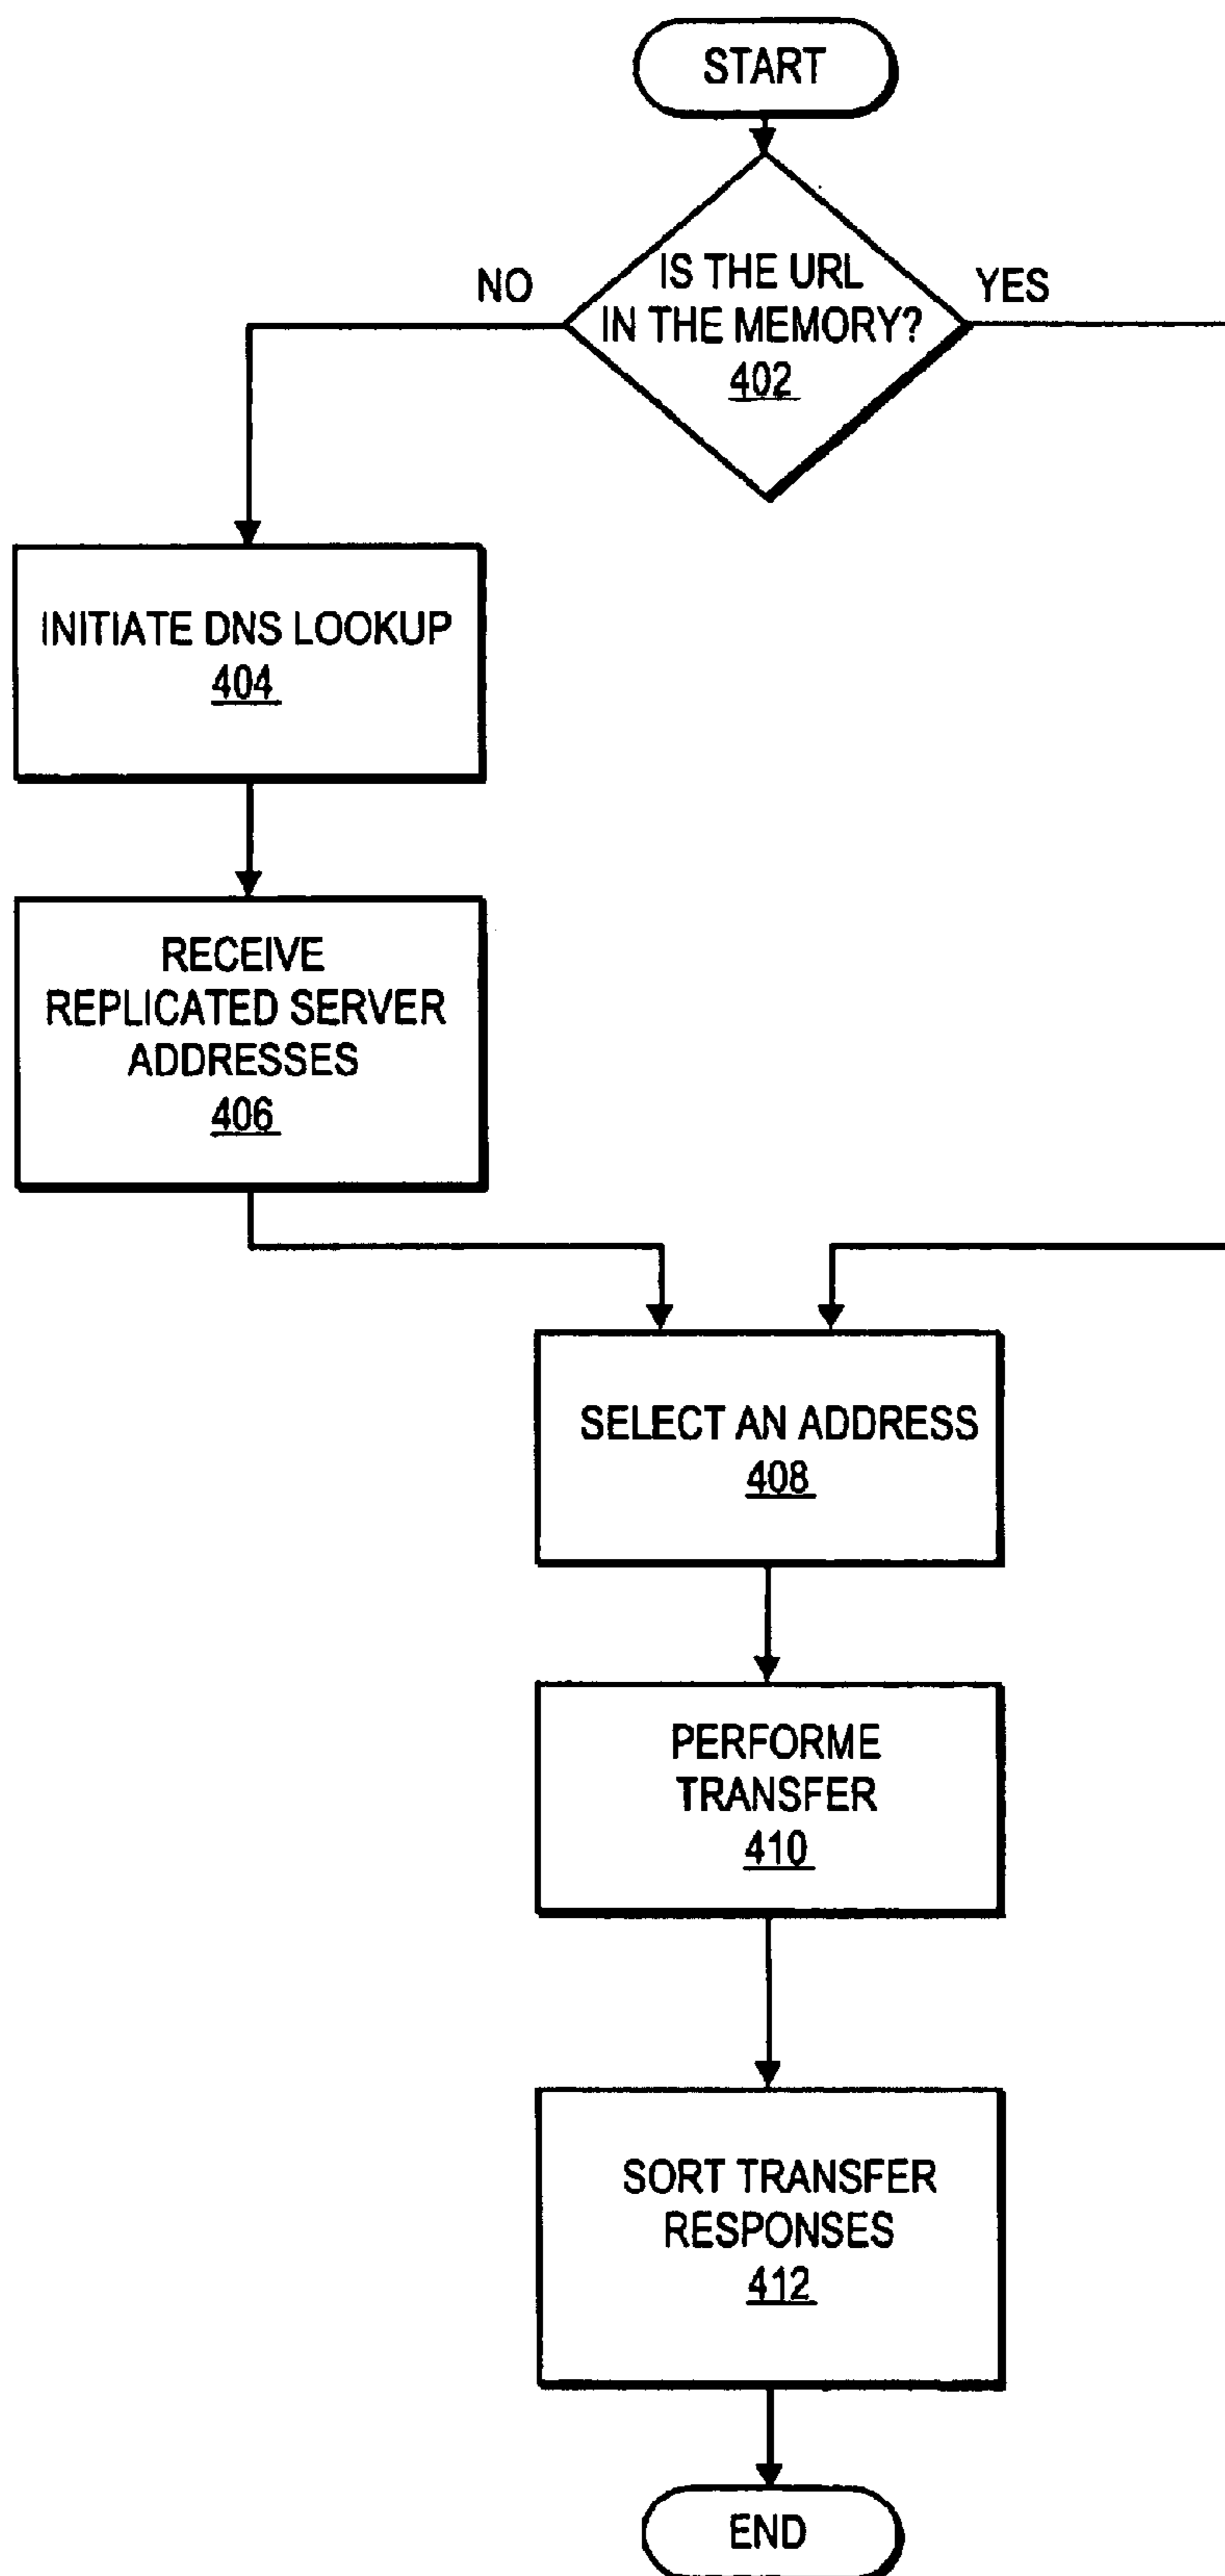 START
NO
IS THE URL
IN THE MEMORY?
402
YES
INITIATE DNS LOOKUP
404
RECEIVE
REPLICATED SERVER
ADDRESSES
406
SELECT AN ADDRESS
408
PERFORME
TRANSFER
410
SORT TRANSFER
RESPONSES
412
END